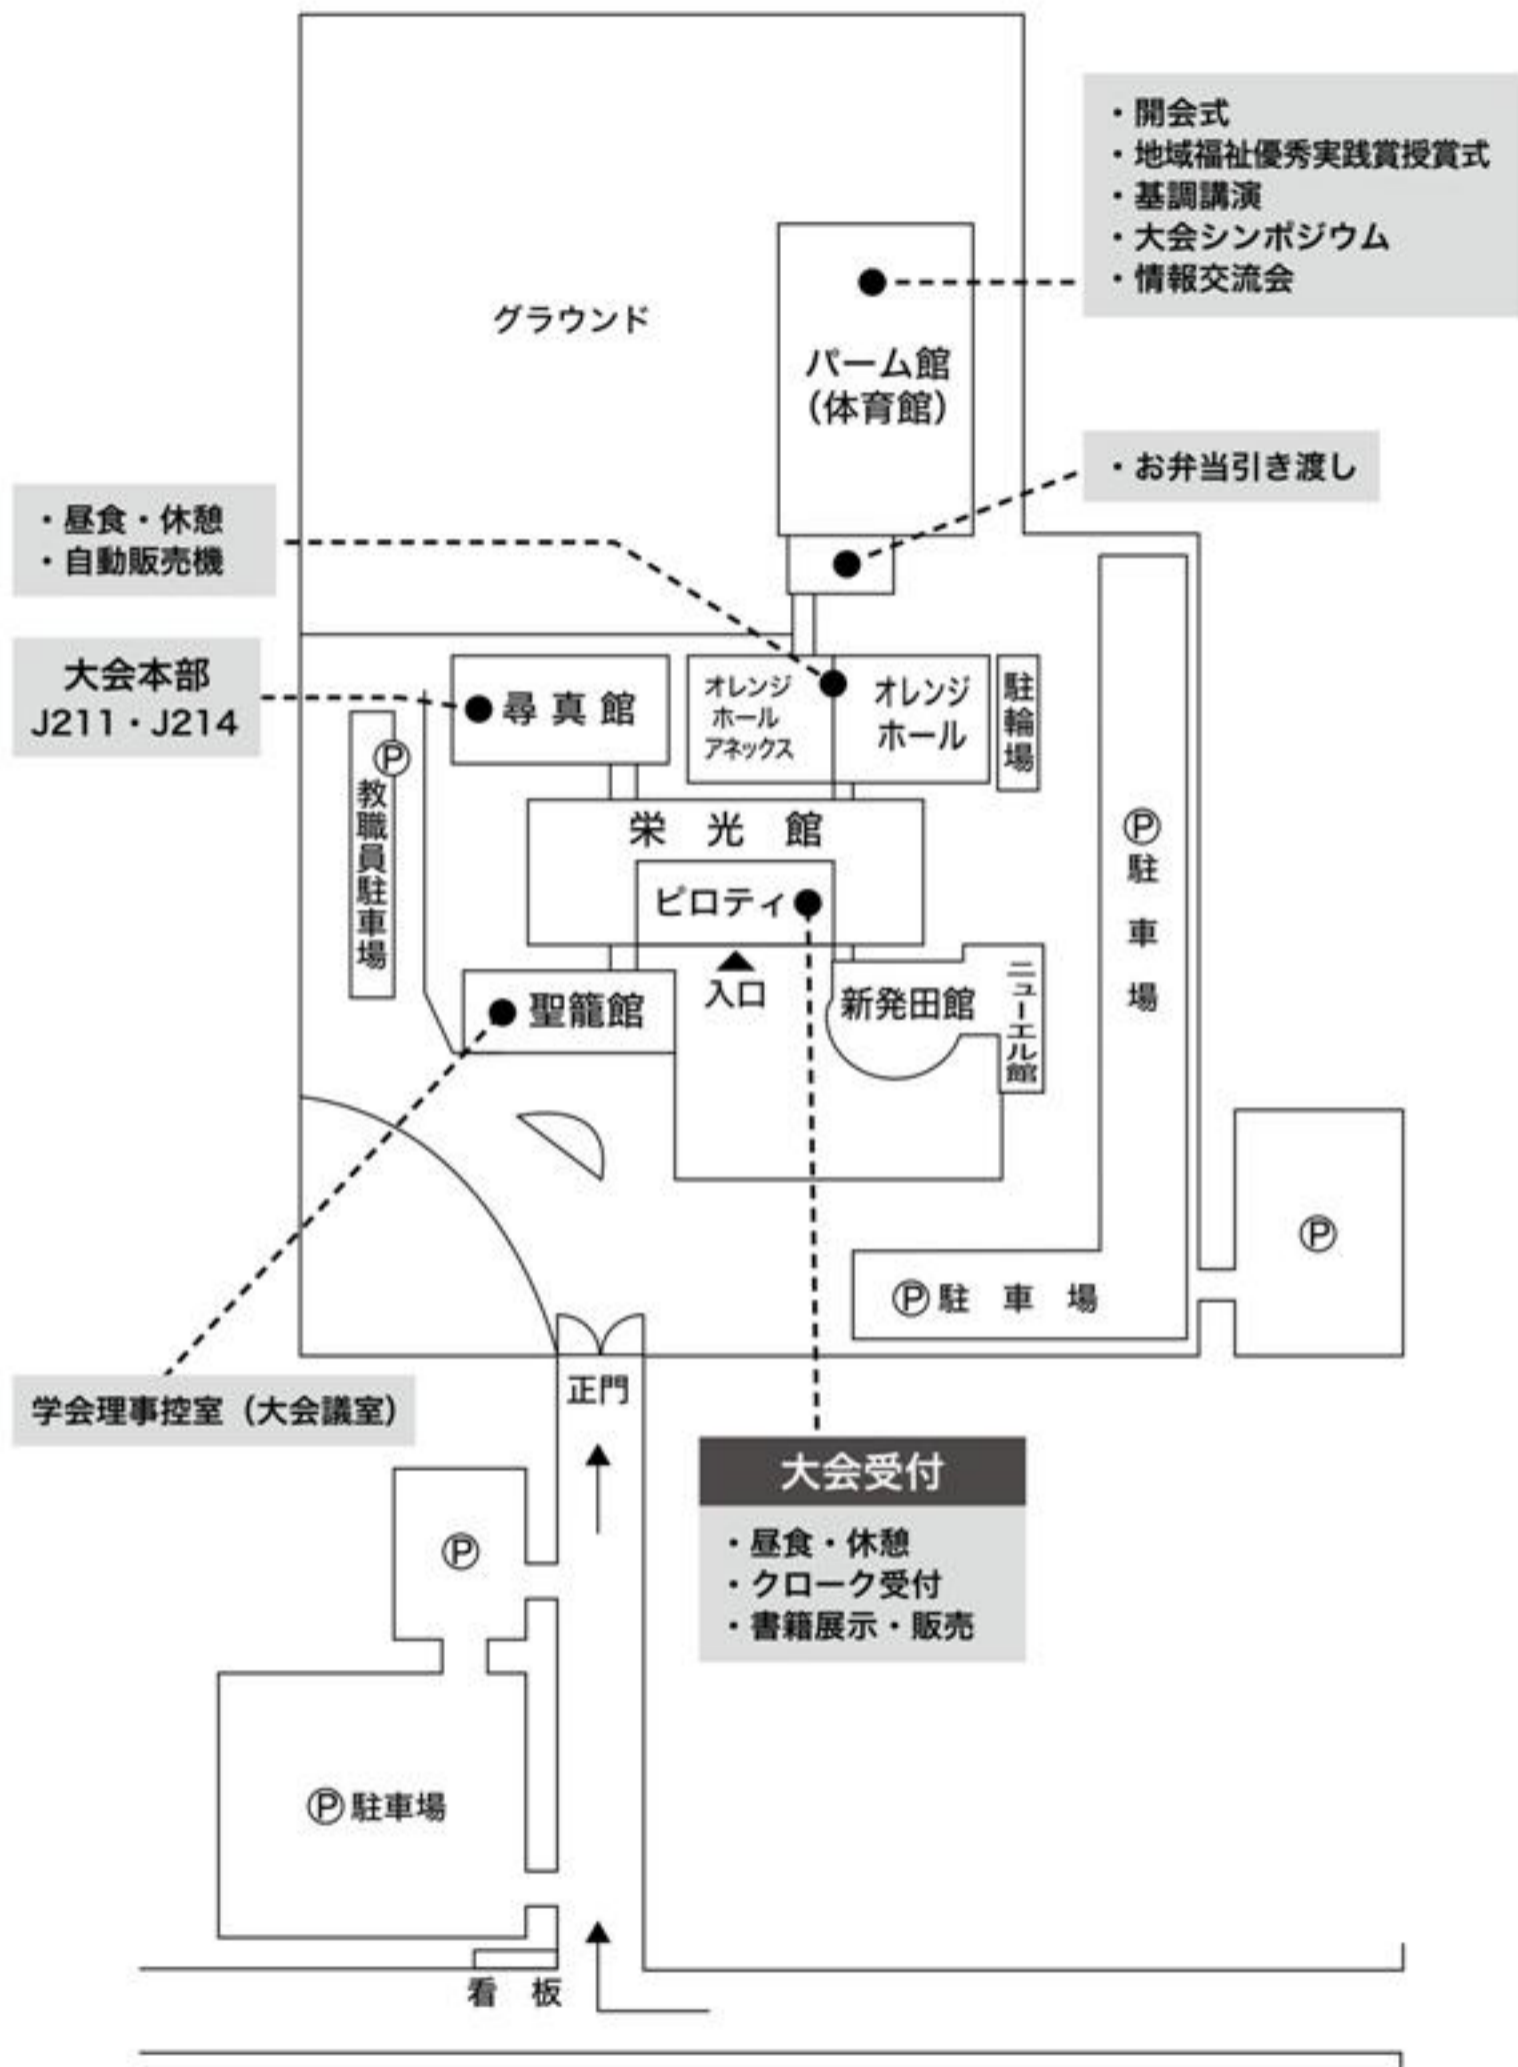 ・開会式
・地域福祉優秀実践賞授賞式
・基調講演
・大会シンポジウム
・情報交流会
グラウンド
パーム館
（体育館）
・お弁当引き渡し
・昼食・休憩
・自動販売機
大会本部
J211・J214
尋真館
オレンジ
ホール
アネックス
オレンジ
ホール
駐輪場
Ⓟ
教職員駐車場
栄光館
ピロティ
入口
聖籠館
新発田館
ニューエル館
Ⓟ
駐車場
Ⓟ
Ⓟ駐車場
学会理事控室（大会議室）
正門
大会受付
・昼食・休憩
・クローク受付
・書籍展示・販売
Ⓟ
Ⓟ駐車場
看板